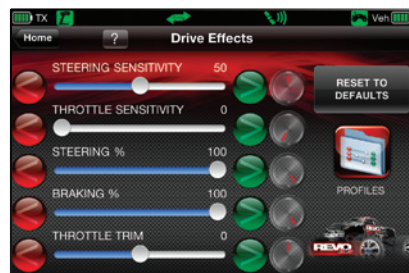 TX
Veh
Home
?
Drive Effects
STEERING SENSITIVITY 50
THROTTLE SENSITIVITY 0
STEERING % 100
BRAKING % 100
THROTTLE TRIM 0
RESET TO
DEFAULTS
PROFILES
REVO